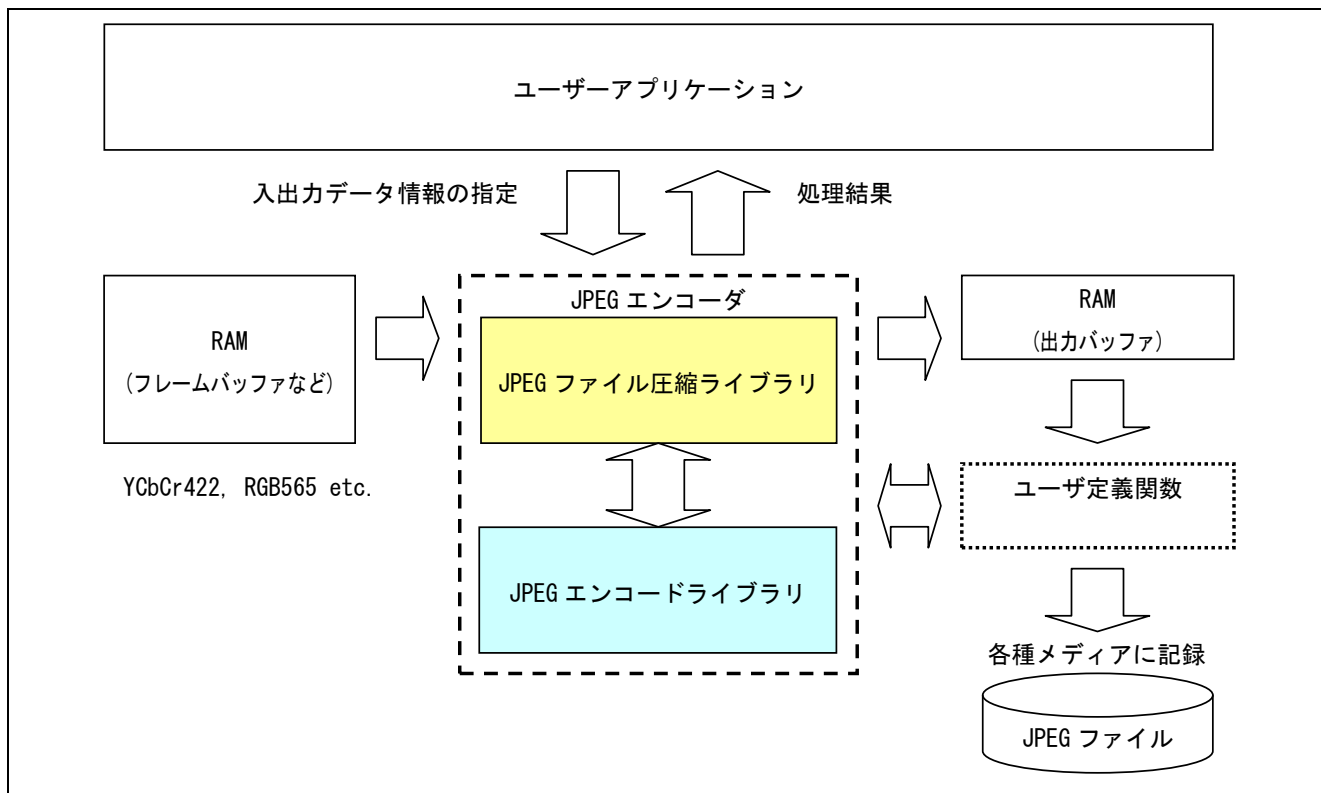 ユーザーアプリケーション
入出力データ情報の指定
処理結果
JPEG エンコーダ
RAM
(フレームバッファなど)
JPEG ファイル圧縮ライブラリ
RAM
(出力バッファ)
YCbCr422, RGB565 etc.
ユーザ定義関数
JPEG エンコードライブラリ
各種メディアに記録
JPEG ファイル